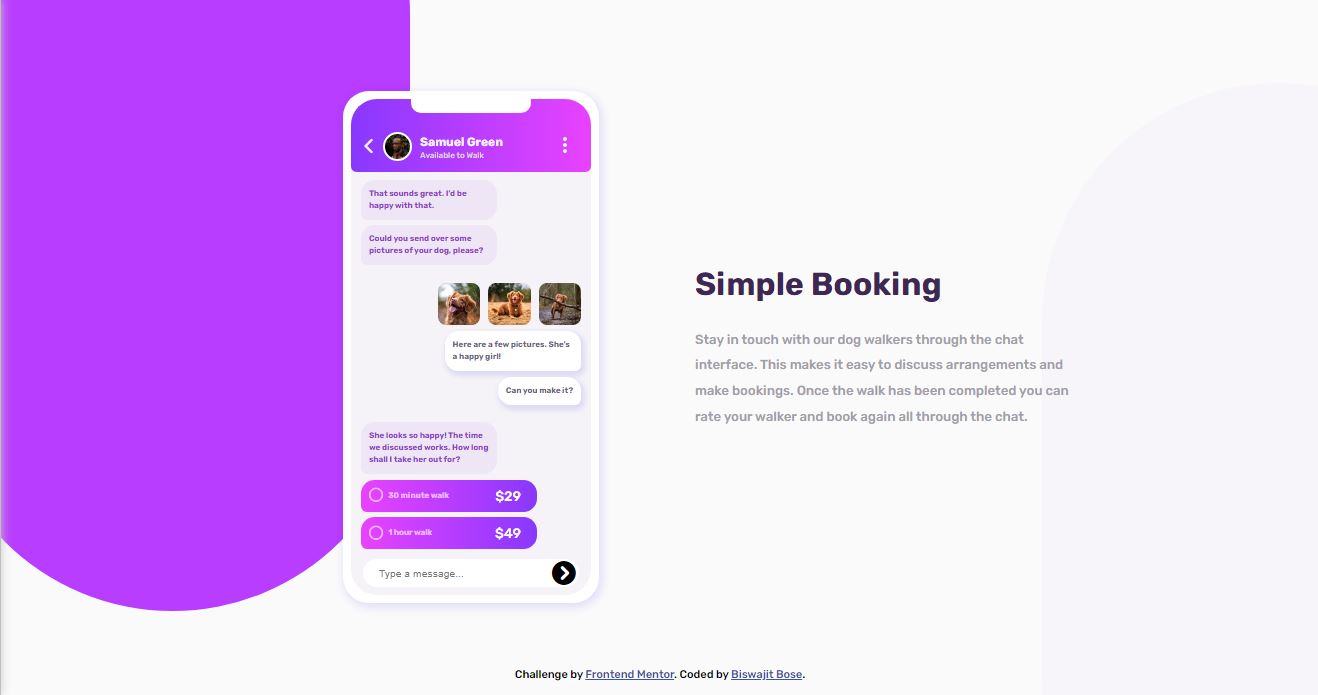 Samuel Green
Available to Walk
That sounds great. I'd be
happy with that.
Could you send over some
pictures of your dog, please?
Here are a few pictures. She's
a happy girl!
Can you make it?
She looks so happy! The time
we discussed works. How long
shall I take her out for?
30 minute walk $29
1 hour walk $49
Type a message...
Simple Booking
Stay in touch with our dog walkers through the chat
interface. This makes it easy to discuss arrangements and
make bookings. Once the walk has been completed you can
rate your walker and book again all through the chat.
Challenge by Frontend Mentor. Coded by Biswajit Bose.